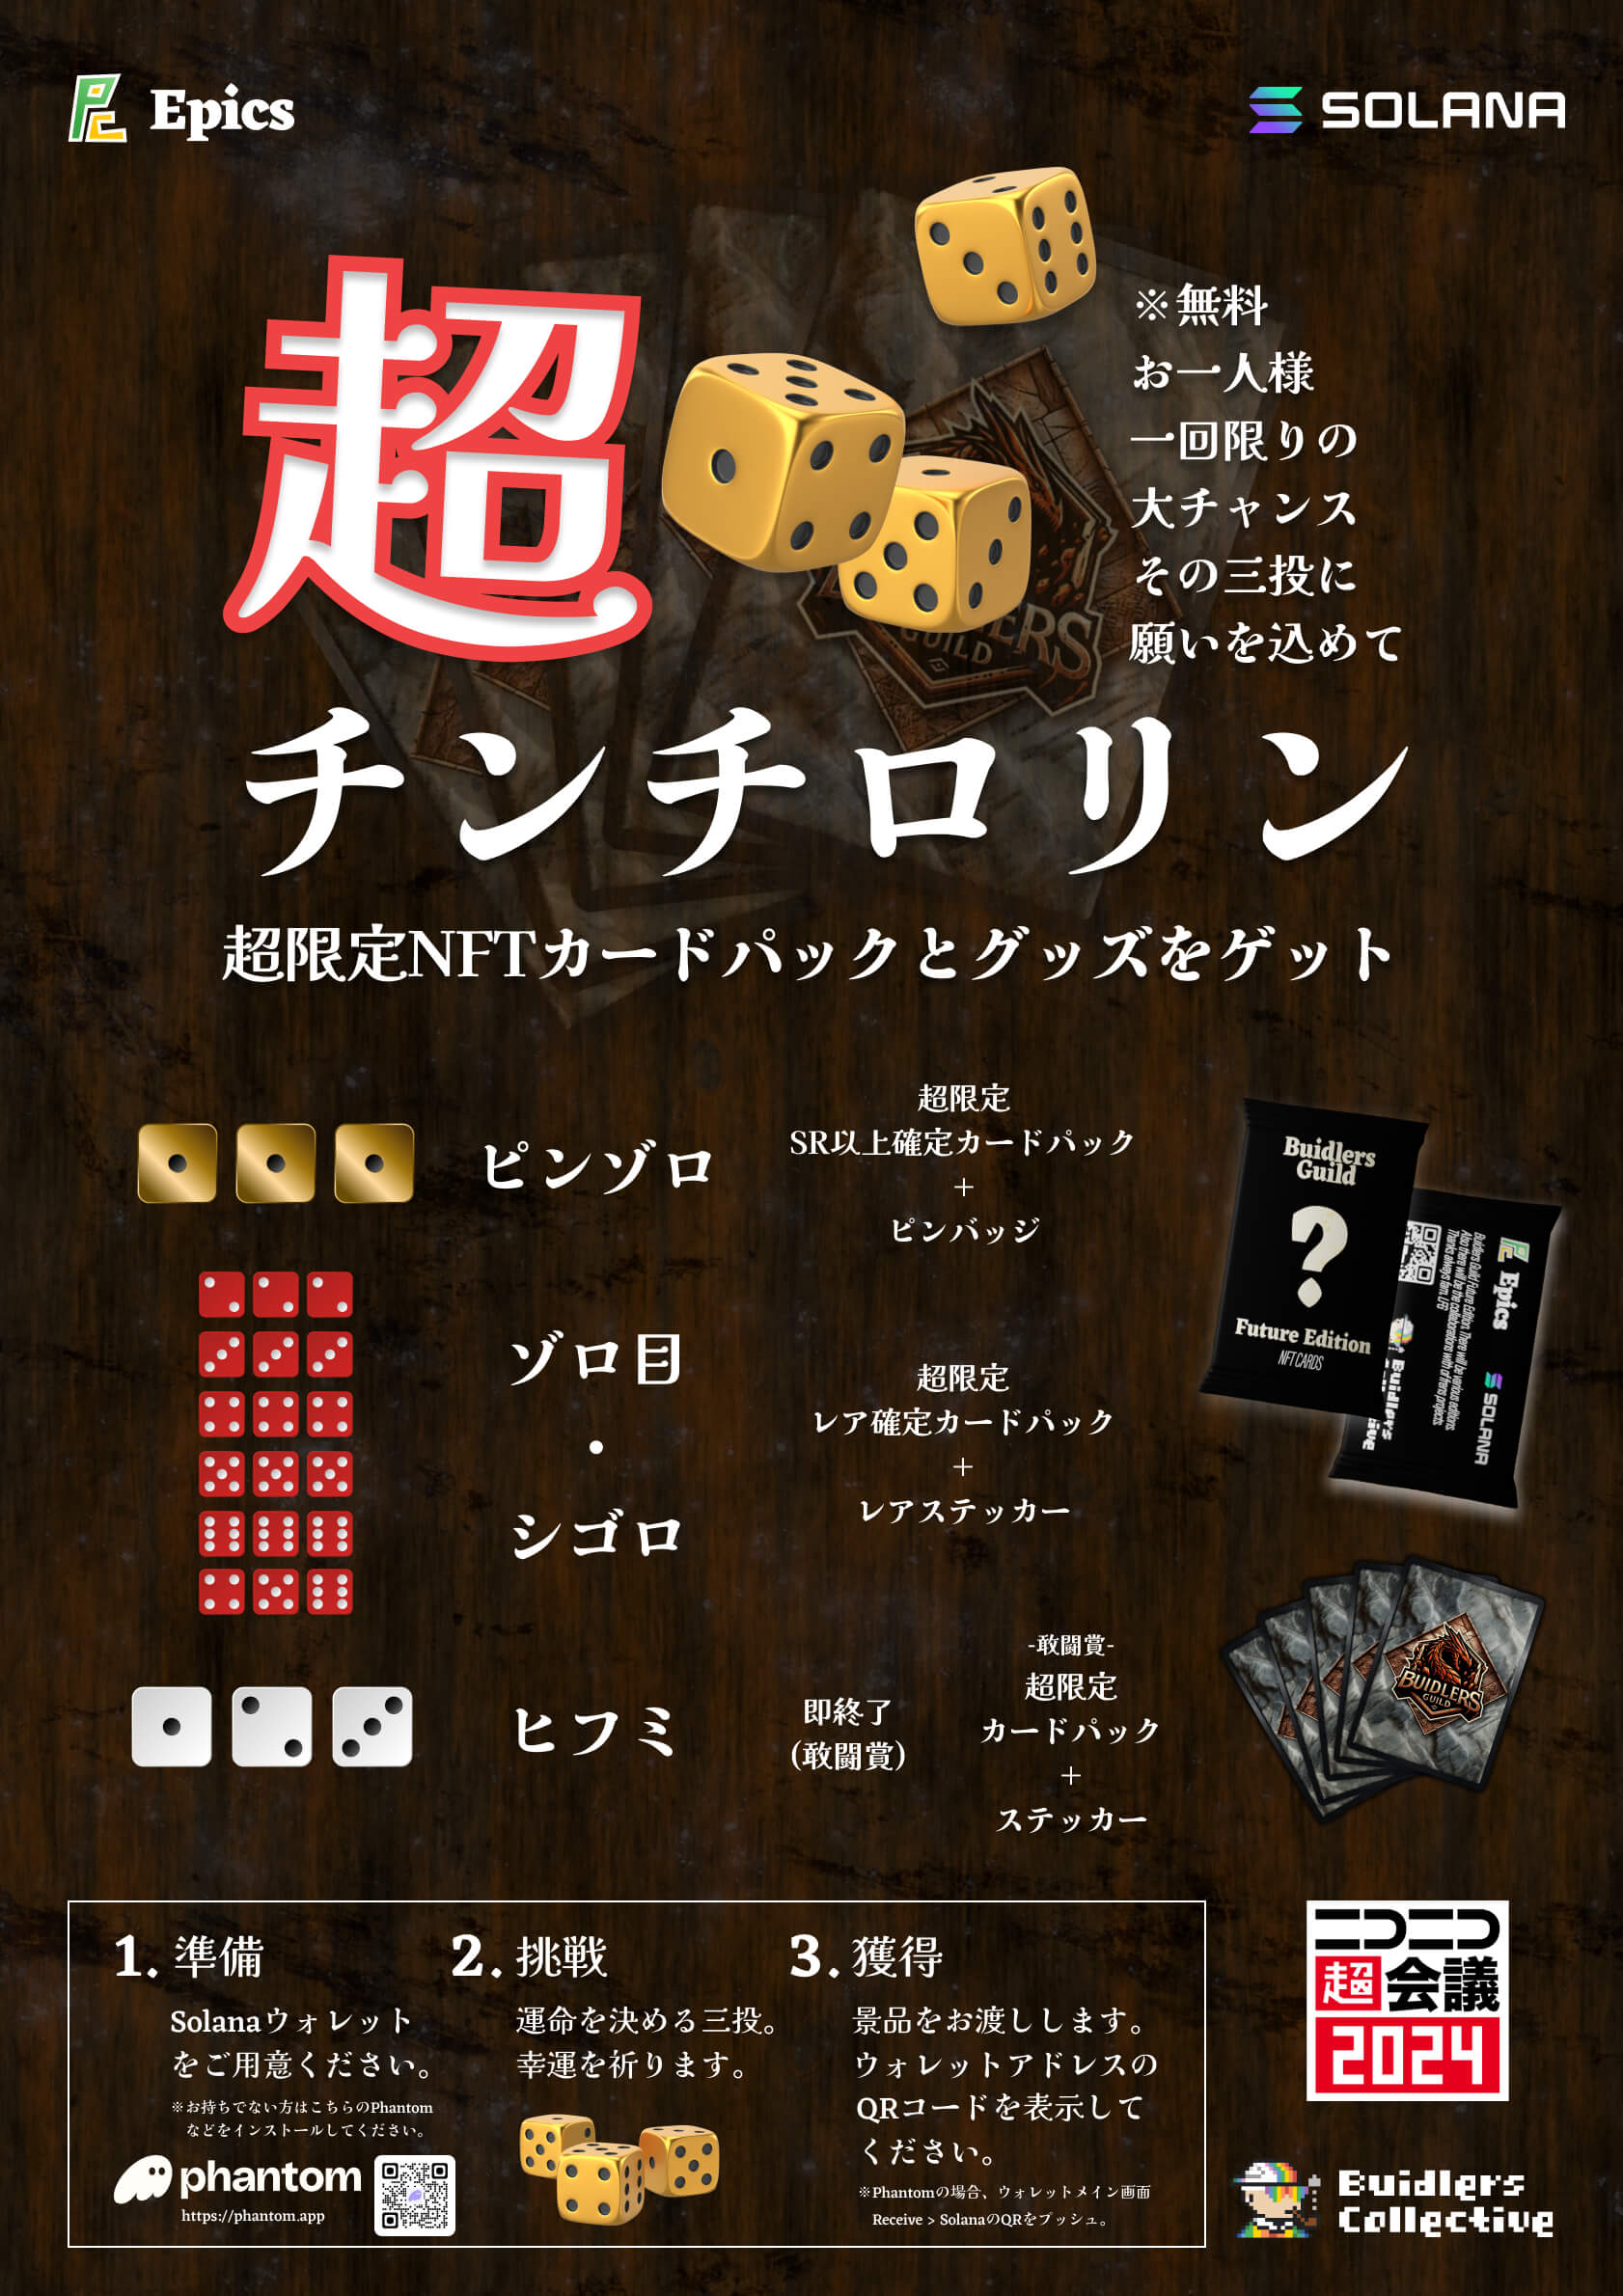 Epics
SOLANA
※無料
お一人様
一回限りの
大チャンス
その三投に
願いを込めて
超
チンチロリン
超限定NFTカードパックとグッズをゲット
ピンゾロ
超限定
SR以上確定カードパック
+
ピンバッジ
ゾロ目
・
シゴロ
超限定
レア確定カードパック
+
レアステッカー
ヒフミ
即終了
(敢闘賞)
-敢闘賞-
超限定
カードパック
+
ステッカー
Buidlers
Guild
?
Future Edition
NFT CARDS
Epics
SOLANA
Buidlers Guild Future Edition. There will be various editions.
BUIDLERS
GUILD
1. 準備
Solanaウォレット
をご用意ください。
※お持ちでない方はこちらのPhantom
などをインストールしてください。
phantom
https://phantom.app
2. 挑戦
運命を決める三投。
幸運を祈ります。
3. 獲得
景品をお渡しします。
ウォレットアドレスの
QRコードを表示して
ください。
※Phantomの場合、ウォレットメイン画面
Receive > SolanaのQRをプッシュ。
ニコニコ
超会議
2024
Buidlers
Collective